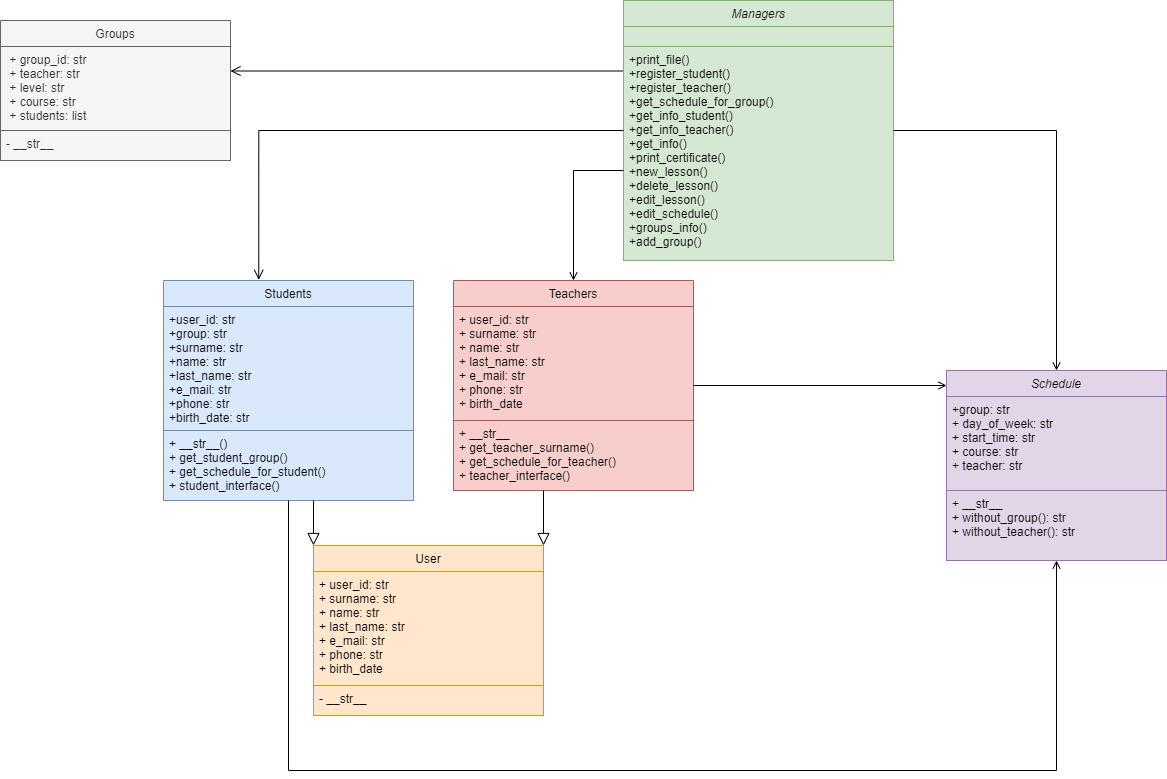 Managers
+print_file()
+register_student()
+register_teacher()
+get_schedule_for_group()
+get_info_student()
+get_info_teacher()
+get_info()
+print_certificate()
+new_lesson()
+delete_lesson()
+edit_lesson()
+edit_schedule()
+groups_info()
+add_group()
Groups
+ group_id: str
+ teacher: str
+ level: str
+ course: str
+ students: list
- __str__
Students
+user_id: str
+group: str
+surname: str
+name: str
+last_name: str
+e_mail: str
+phone: str
+birth_date: str
+ __str__()
+ get_student_group()
+ get_schedule_for_student()
+ student_interface()
Teachers
+ user_id: str
+ surname: str
+ name: str
+ last_name: str
+ e_mail: str
+ phone: str
+ birth_date
+ __str__
+ get_teacher_surname()
+ get_schedule_for_teacher()
+ teacher_interface()
Schedule
+group: str
+ day_of_week: str
+ start_time: str
+ course: str
+ teacher: str
+ __str__
+ without_group(): str
+ without_teacher(): str
User
+ user_id: str
+ surname: str
+ name: str
+ last_name: str
+ e_mail: str
+ phone: str
+ birth_date
- __str__